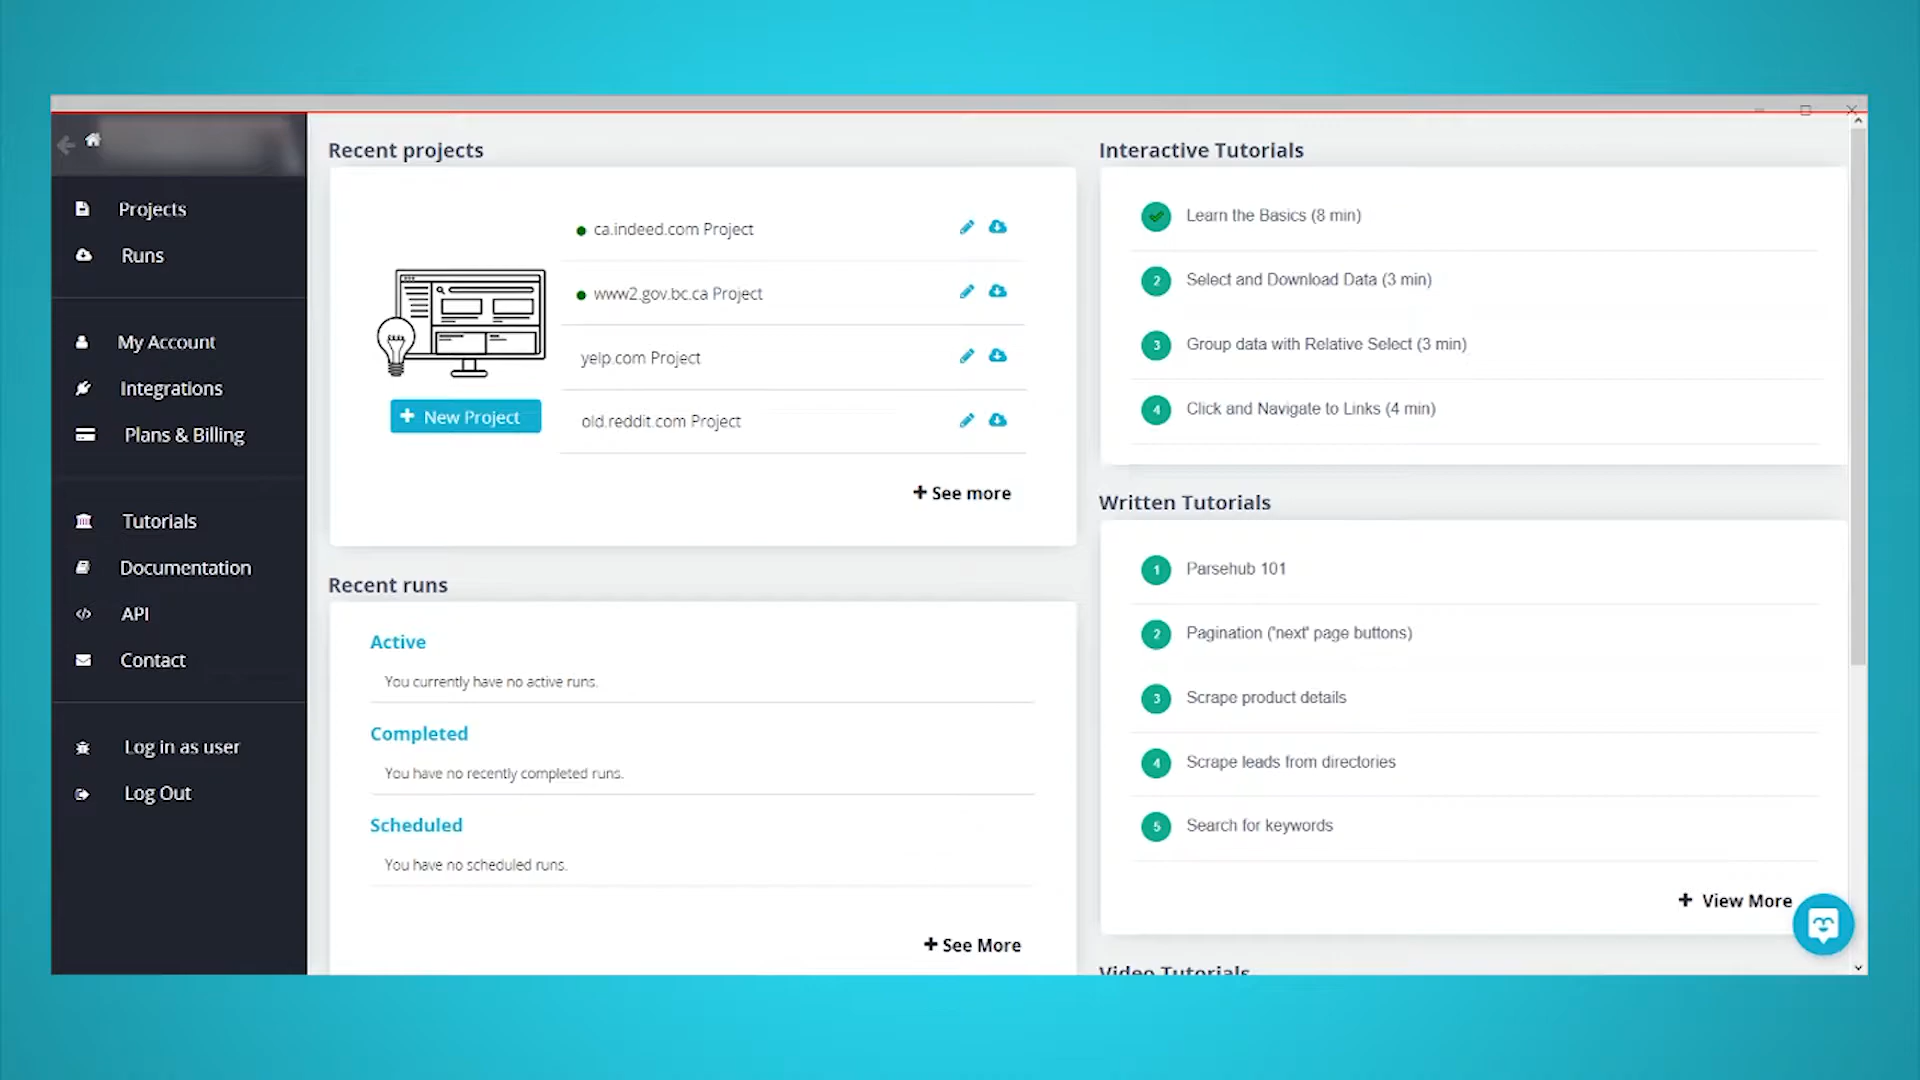 Projects
Runs
My Account
Integrations
Plans & Billing
Tutorials
Documentation
API
Contact
Log in as user
Log Out
Recent projects
ca.indeed.com Project
www2.gov.bc.ca Project
yelp.com Project
old.reddit.com Project
+ New Project
+ See more
Recent runs
Active
You currently have no active runs.
Completed
You have no recently completed runs.
Scheduled
You have no scheduled runs.
+ See More
Interactive Tutorials
Learn the Basics (8 min)
2 Select and Download Data (3 min)
3 Group data with Relative Select (3 min)
4 Click and Navigate to Links (4 min)
Written Tutorials
1 Parsehub 101
2 Pagination ('next' page buttons)
3 Scrape product details
4 Scrape leads from directories
5 Search for keywords
+ View More
Video Tutorials